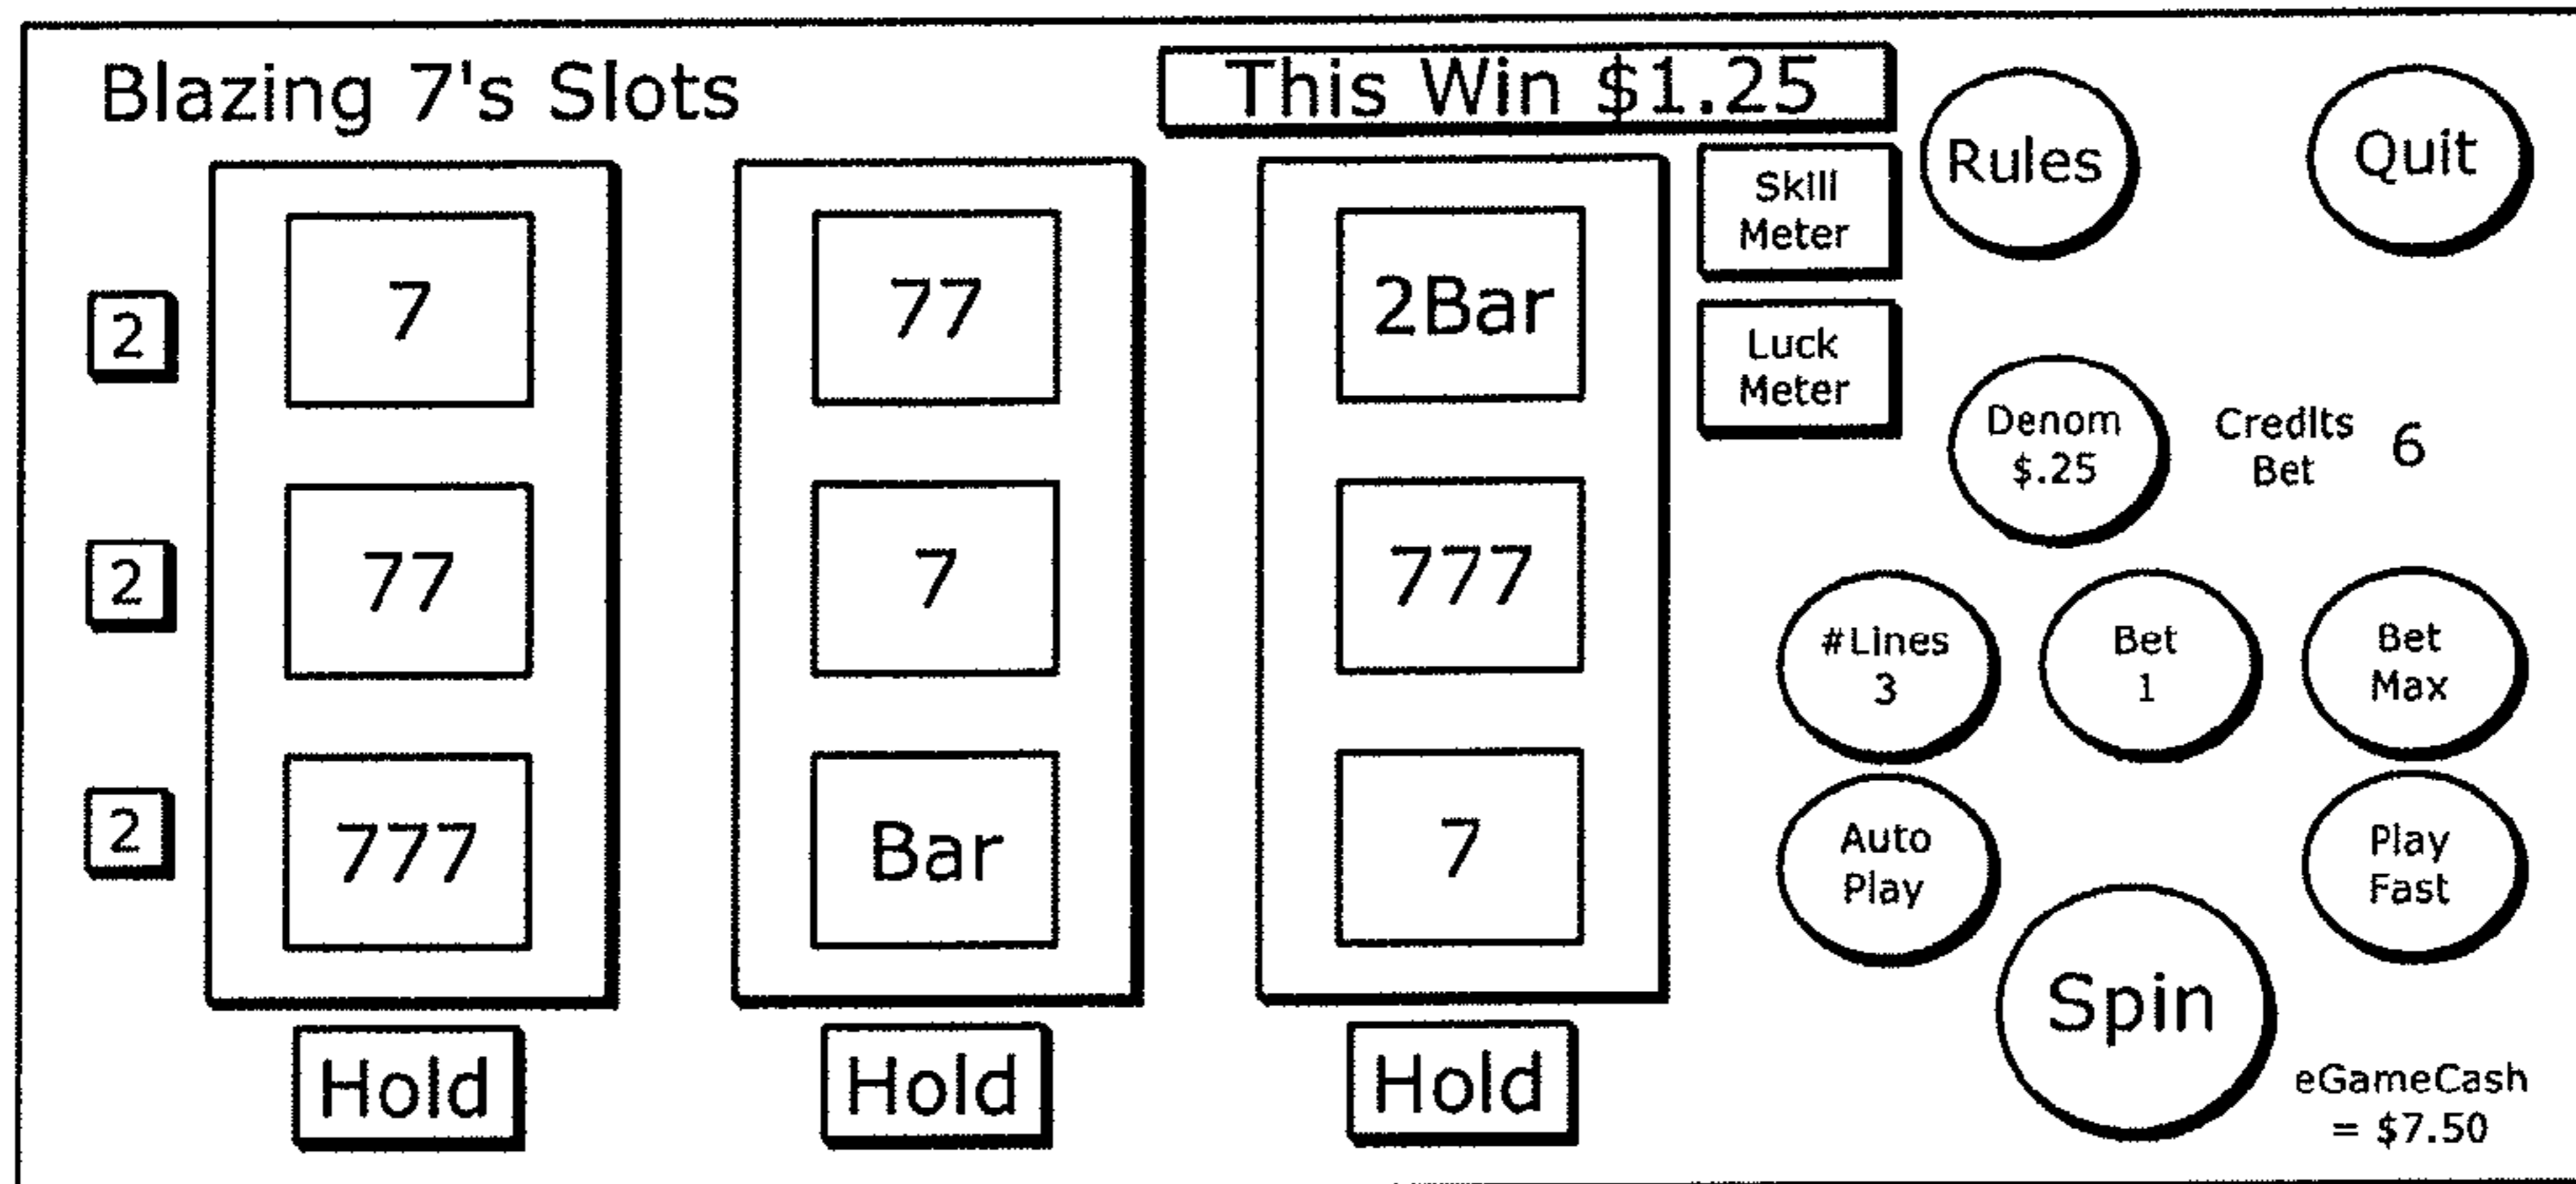 Blazing 7's Slots
This Win $1.25
Rules
Quit
Skill
Meter
Luck
Meter
2
7
77
2Bar
Denom
$.25
Credits
Bet
6
2
77
7
777
#Lines
3
Bet
1
Bet
Max
2
777
Bar
7
Auto
Play
Play
Fast
Spin
Hold
Hold
Hold
eGameCash
= $7.50